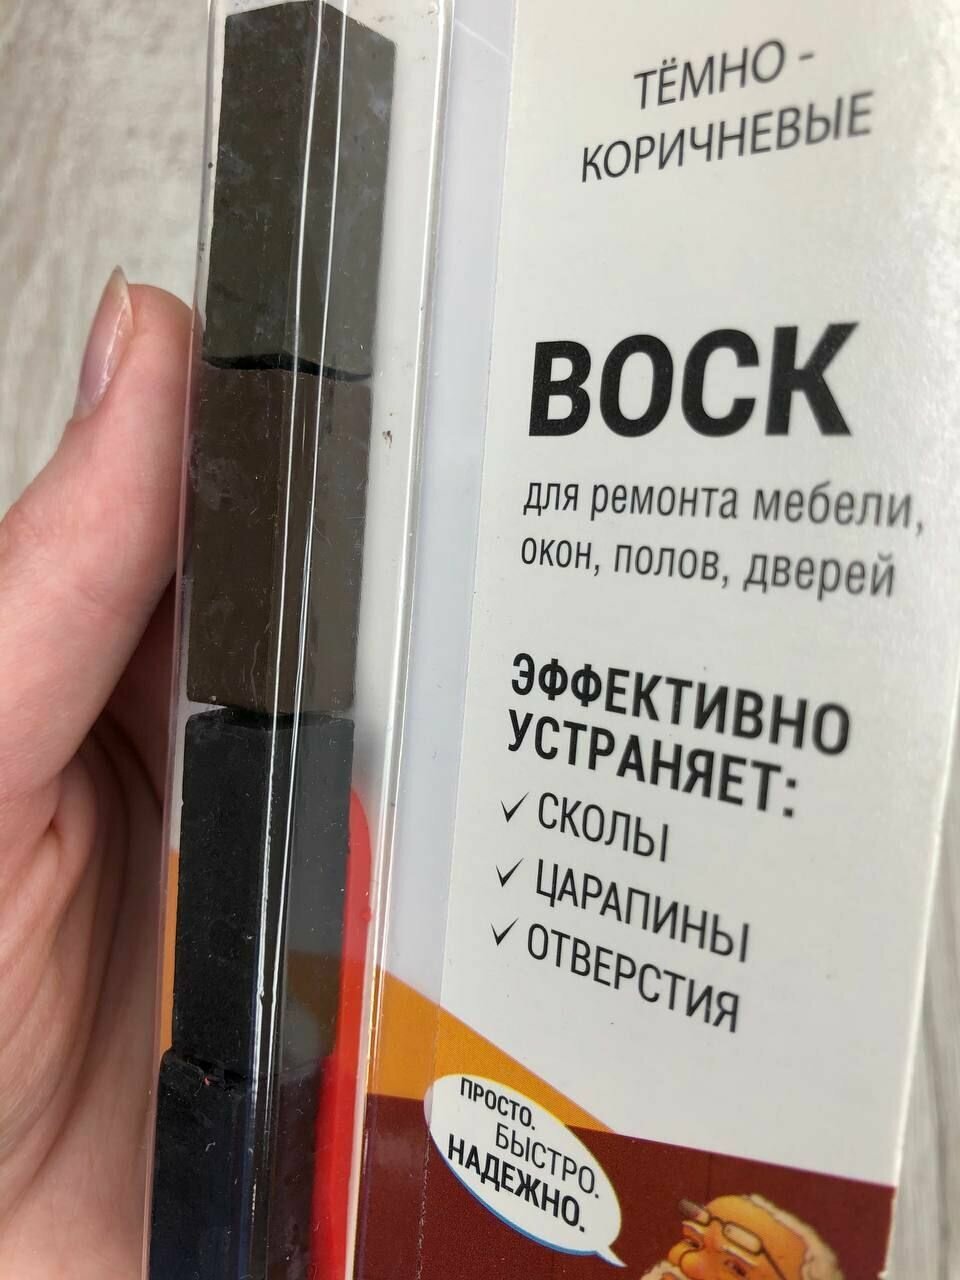 ТЁМНО -
КОРИЧНЕВЫЕ
ВОСК
для ремонта мебели,
окон, полов, дверей
ЭФФЕКТИВНО
УСТРАНЯЕТ:
✓ СКОЛЫ
✓ ЦАРАПИНЫ
✓ ОТВЕРСТИЯ
ПРОСТО.
БЫСТРО.
НАДЕЖНО.